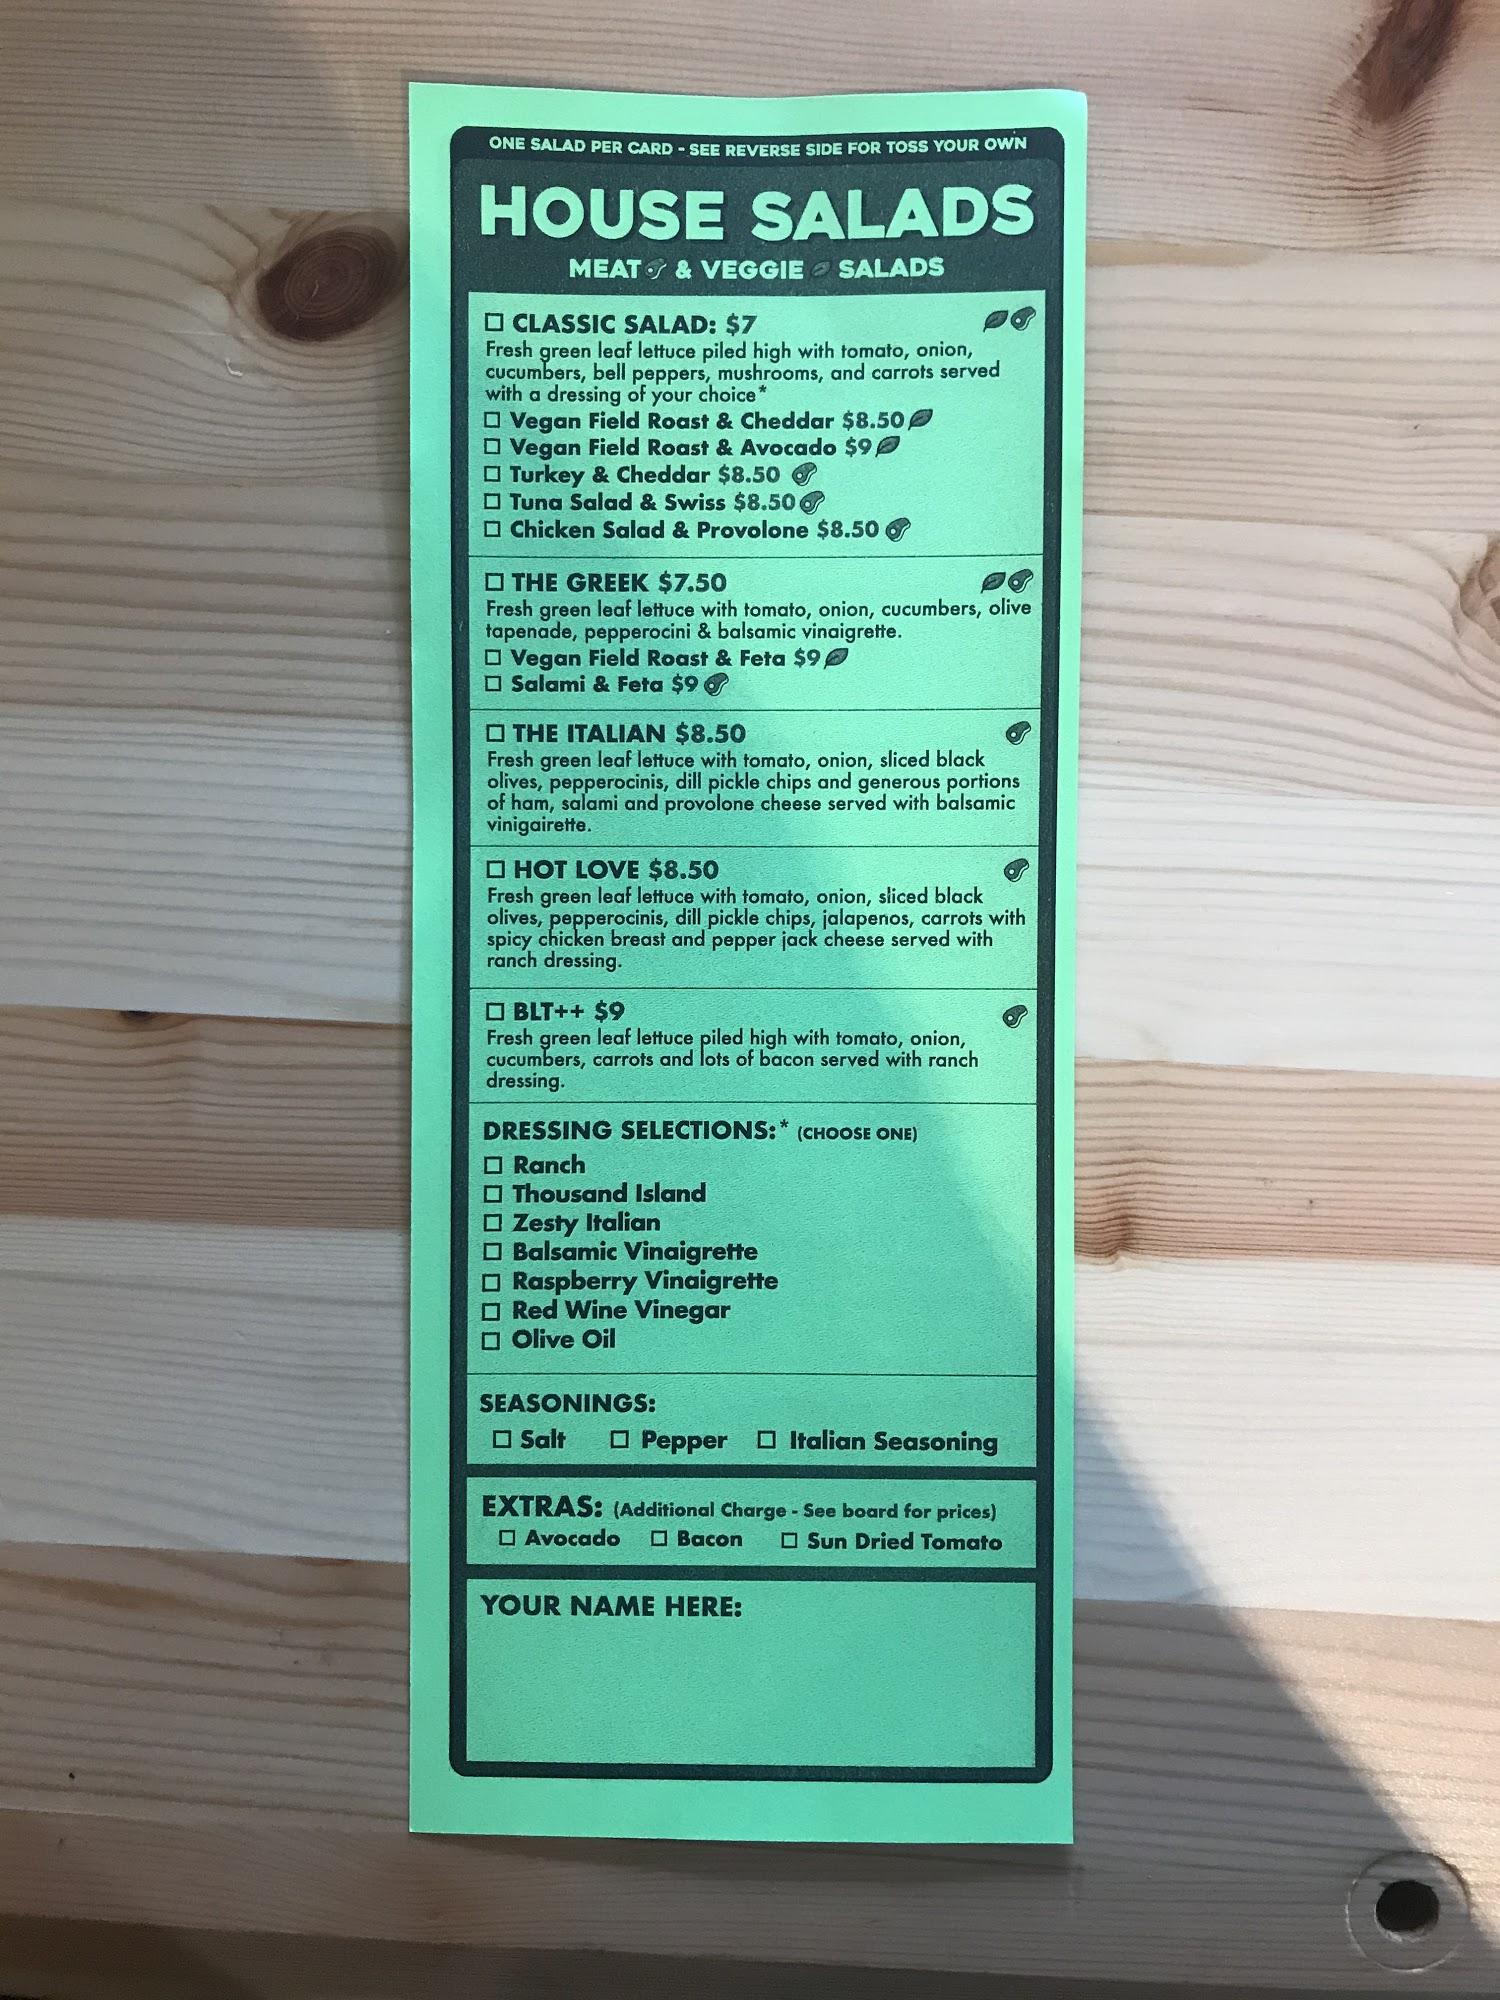 ONE SALAD PER CARD - SEE REVERSE SIDE FOR TOSS YOUR OWN
HOUSE SALADS
MEAT & VEGGIE SALADS
CLASSIC SALAD: $7
Fresh green leaf lettuce piled high with tomato, onion,
cucumbers, bell peppers, mushrooms, and carrots served
with a dressing of your choice*
Vegan Field Roast & Cheddar $8.50
Vegan Field Roast & Avocado $9
Turkey & Cheddar $8.50
Tuna Salad & Swiss $8.50
Chicken Salad & Provolone $8.50
THE GREEK $7.50
Fresh green leaf lettuce with tomato, onion, cucumbers, olive
tapenade, pepperocini & balsamic vinaigrette.
Vegan Field Roast & Feta $9
Salami & Feta $9
THE ITALIAN $8.50
Fresh green leaf lettuce with tomato, onion, sliced black
olives, pepperocinis, dill pickle chips and generous portions
of ham, salami and provolone cheese served with balsamic
vinigairette.
HOT LOVE $8.50
Fresh green leaf lettuce with tomato, onion, sliced black
olives, pepperocinis, dill pickle chips, jalapenos, carrots with
spicy chicken breast and pepper jack cheese served with
ranch dressing.
BLT++ $9
Fresh green leaf lettuce piled high with tomato, onion,
cucumbers, carrots and lots of bacon served with ranch
dressing.
DRESSING SELECTIONS:* (CHOOSE ONE)
Ranch
Thousand Island
Zesty Italian
Balsamic Vinaigrette
Raspberry Vinaigrette
Red Wine Vinegar
Olive Oil
SEASONINGS:
Salt Pepper Italian Seasoning
EXTRAS: (Additional Charge - See board for prices)
Avocado Bacon Sun Dried Tomato
YOUR NAME HERE: